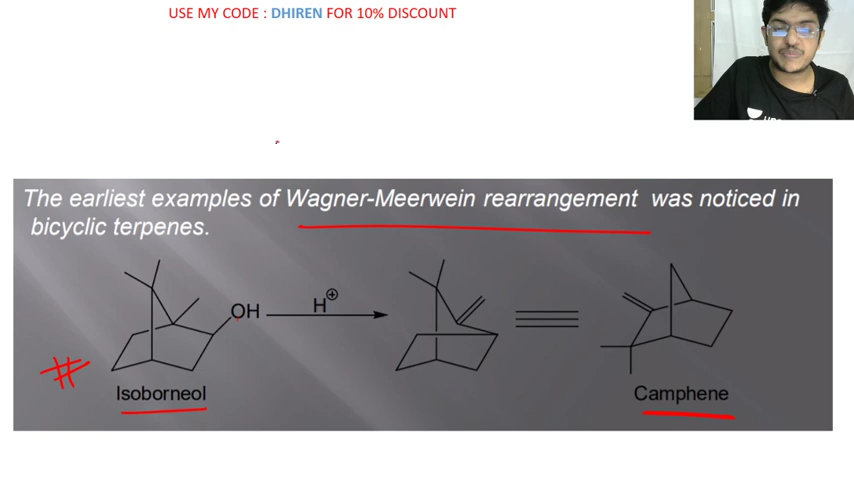 USE MY CODE : DHIREN FOR 10% DISCOUNT
The earliest examples of Wagner-Meerwein rearrangement was noticed in
bicyclic terpenes.
OH
H⊕
Isoborneol
Camphene